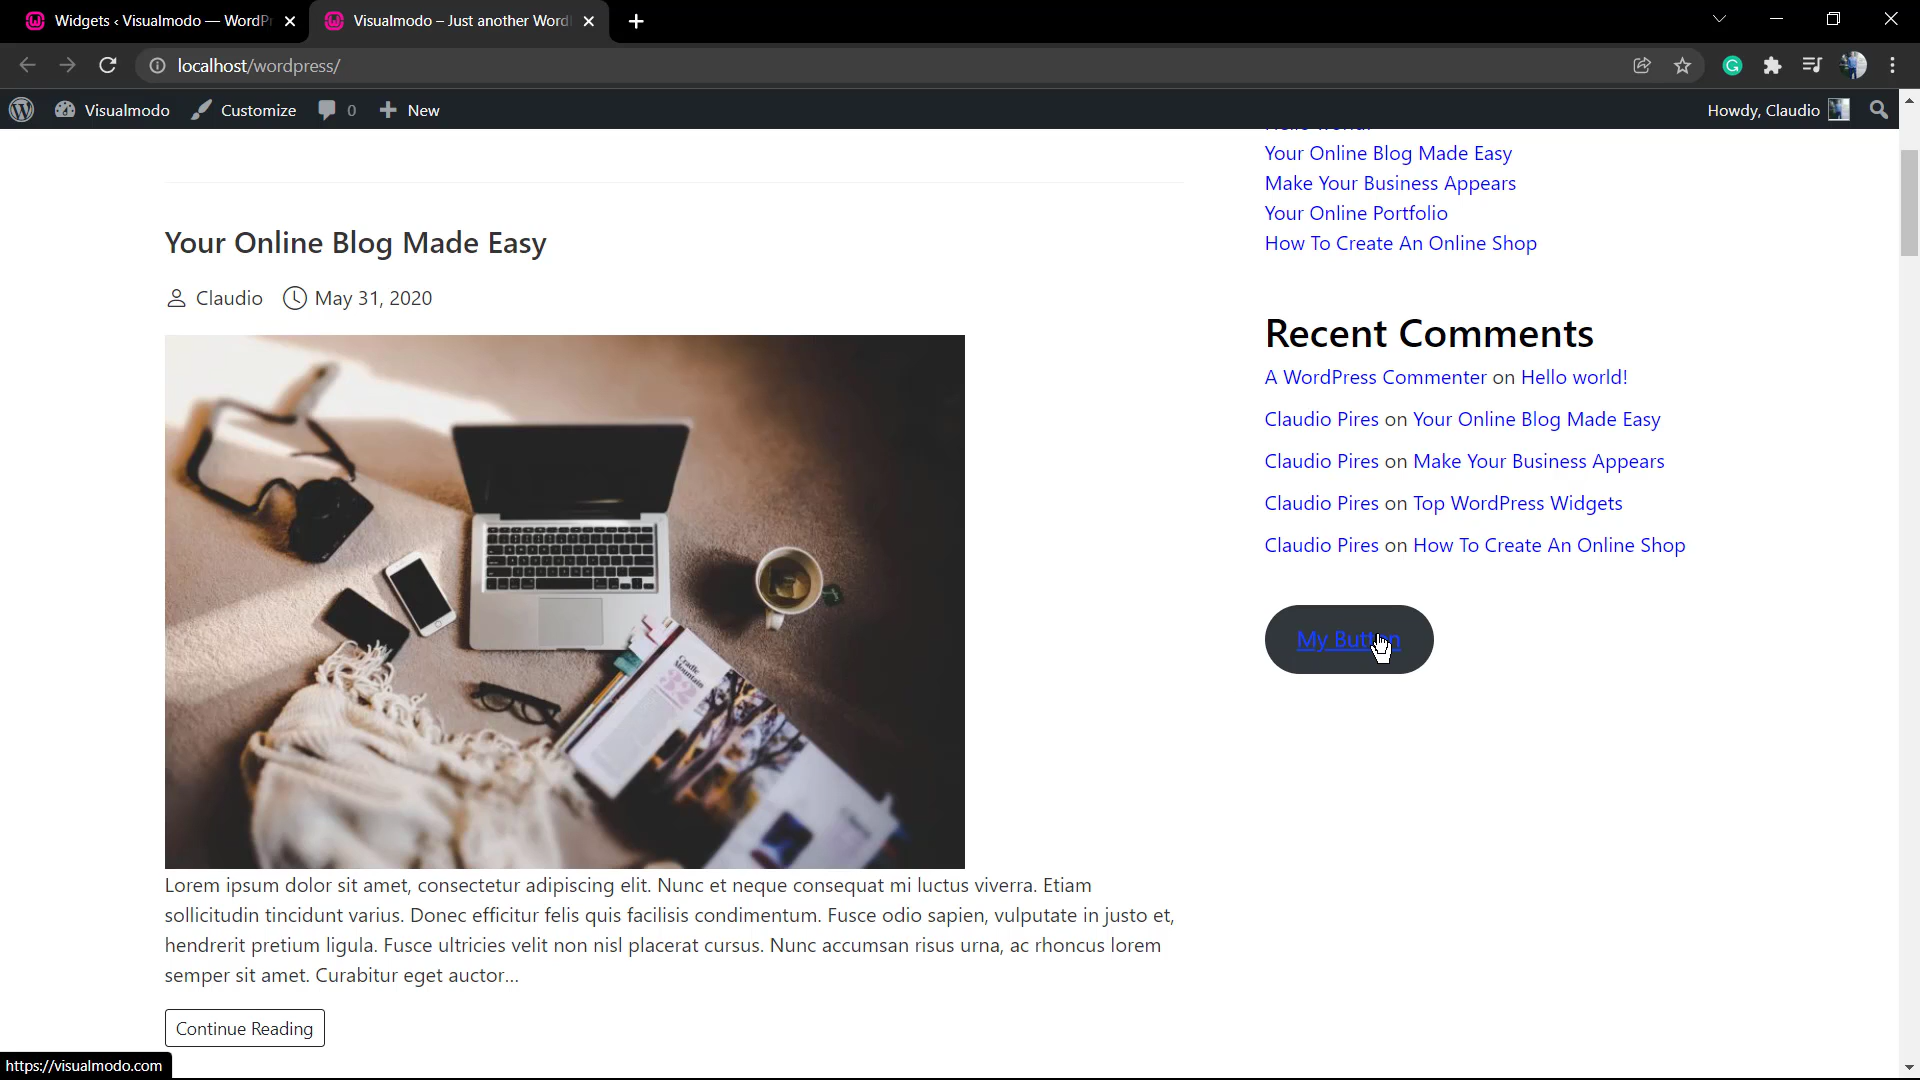 Widgets ‹ Visualmodo — WordPr
Visualmodo – Just another Word
localhost/wordpress/
Visualmodo
Customize
0
New
Howdy, Claudio
Your Online Blog Made Easy
Make Your Business Appears
Your Online Portfolio
How To Create An Online Shop
Your Online Blog Made Easy
Claudio
May 31, 2020
Recent Comments
A WordPress Commenter on Hello world!
Claudio Pires on Your Online Blog Made Easy
Claudio Pires on Make Your Business Appears
Claudio Pires on Top WordPress Widgets
Claudio Pires on How To Create An Online Shop
My Button
Cradle
Mountain
32
Lorem ipsum dolor sit amet, consectetur adipiscing elit. Nunc et neque consequat mi luctus viverra. Etiam
sollicitudin tincidunt varius. Donec efficitur felis quis facilisis condimentum. Fusce odio sapien, vulputate in justo et,
hendrerit pretium ligula. Fusce ultricies velit non nisl placerat cursus. Nunc accumsan risus urna, ac rhoncus lorem
semper sit amet. Curabitur eget auctor...
Continue Reading
https://visualmodo.com